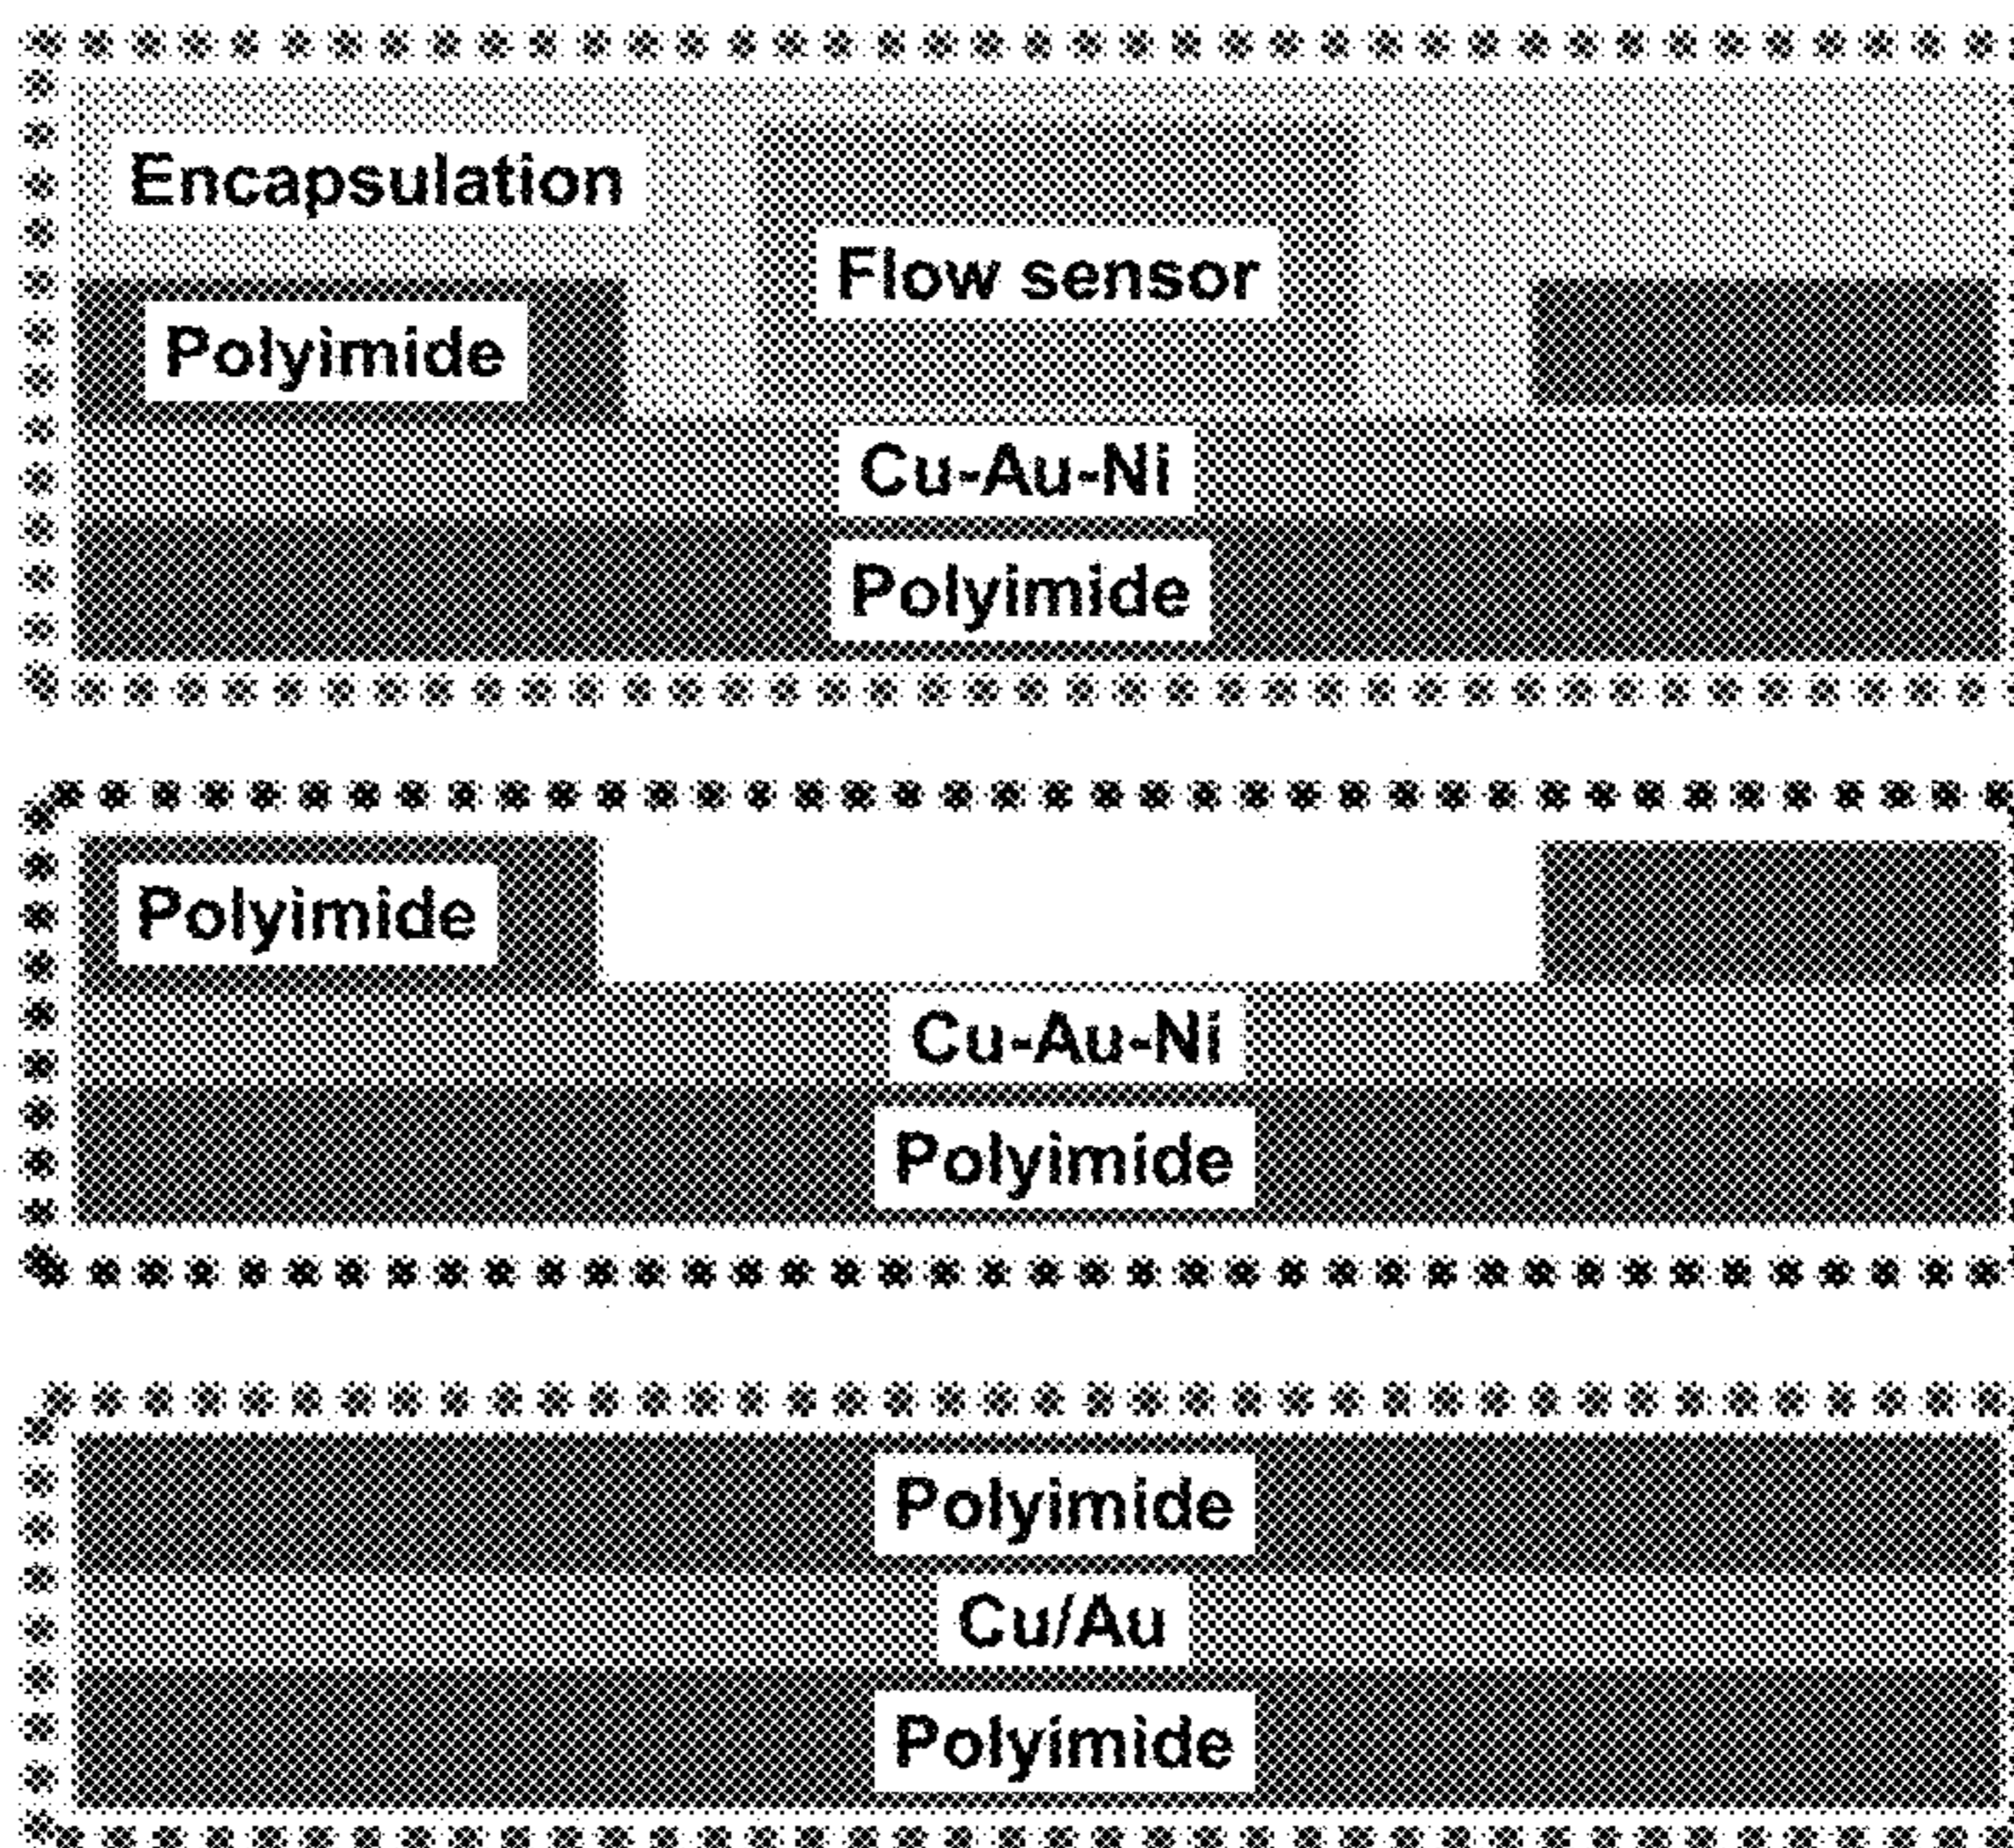 Encapsulation
Flow sensor
Polyimide
Cu-Au-Ni
Polyimide
Polyimide
Cu-Au-Ni
Polyimide
Polyimide
Cu/Au
Polyimide